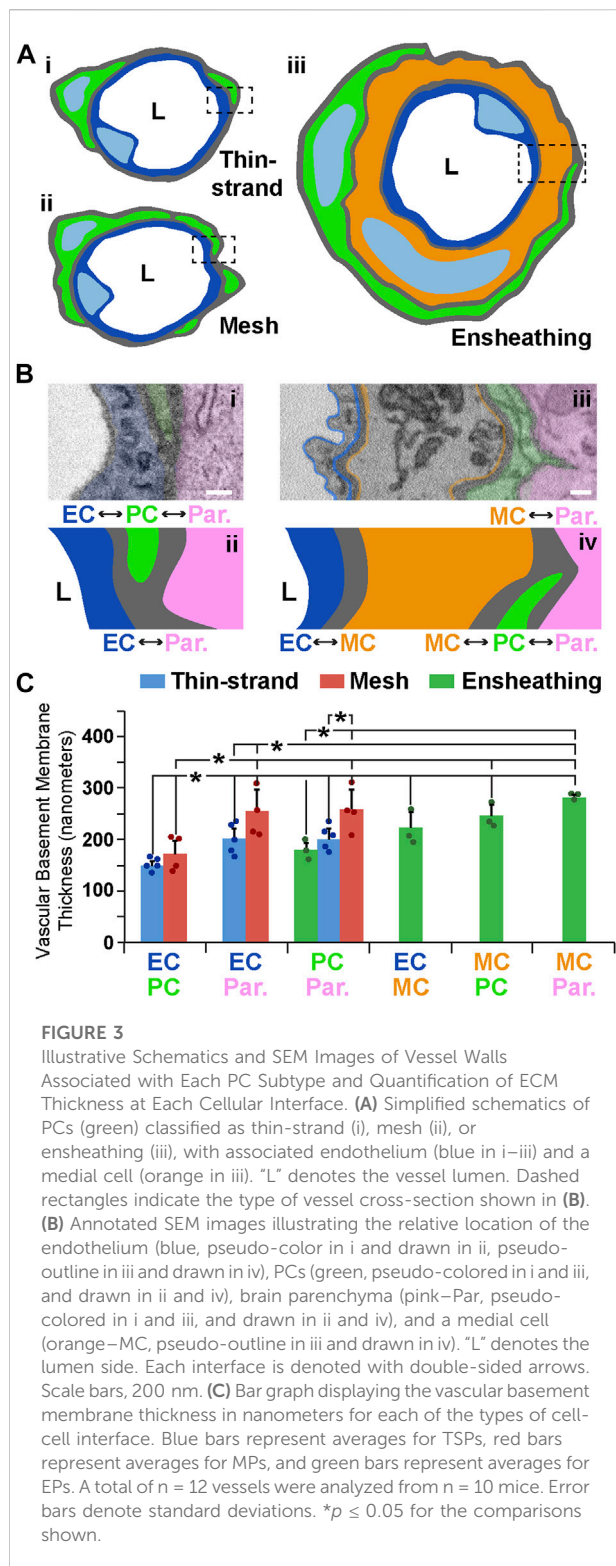 A
i
L
Thin-
strand
ii
L
Mesh
iii
L
Ensheathing
B
i
iii
EC ↔ PC ↔ Par.
MC ↔ Par.
ii
L
iv
L
EC ↔ Par.
EC ↔ MC
MC ↔ PC ↔ Par.
C
Thin-strand Mesh Ensheathing
Vascular Basement Membrane
Thickness (nanometers)
400
300
200
100
0
*
*
*
*
*
EC
PC
EC
Par.
PC
Par.
EC
MC
MC
PC
MC
Par.
FIGURE 3
Illustrative Schematics and SEM Images of Vessel Walls
Associated with Each PC Subtype and Quantification of ECM
Thickness at Each Cellular Interface. (A) Simplified schematics of
PCs (green) classified as thin-strand (i), mesh (ii), or
ensheathing (iii), with associated endothelium (blue in i–iii) and a
medial cell (orange in iii). “L” denotes the vessel lumen. Dashed
rectangles indicate the type of vessel cross-section shown in (B).
(B) Annotated SEM images illustrating the relative location of the
endothelium (blue, pseudo-color in i and drawn in ii, pseudo-
outline in iii and drawn in iv), PCs (green, pseudo-colored in i and iii,
and drawn in ii and iv), brain parenchyma (pink–Par, pseudo-
colored in i and iii, and drawn in ii and iv), and a medial cell
(orange–MC, pseudo-outline in iii and drawn in iv). “L” denotes the
lumen side. Each interface is denoted with double-sided arrows.
Scale bars, 200 nm. (C) Bar graph displaying the vascular basement
membrane thickness in nanometers for each of the types of cell-
cell interface. Blue bars represent averages for TSPs, red bars
represent averages for MPs, and green bars represent averages for
EPs. A total of n = 12 vessels were analyzed from n = 10 mice. Error
bars denote standard deviations. *p ≤ 0.05 for the comparisons
shown.